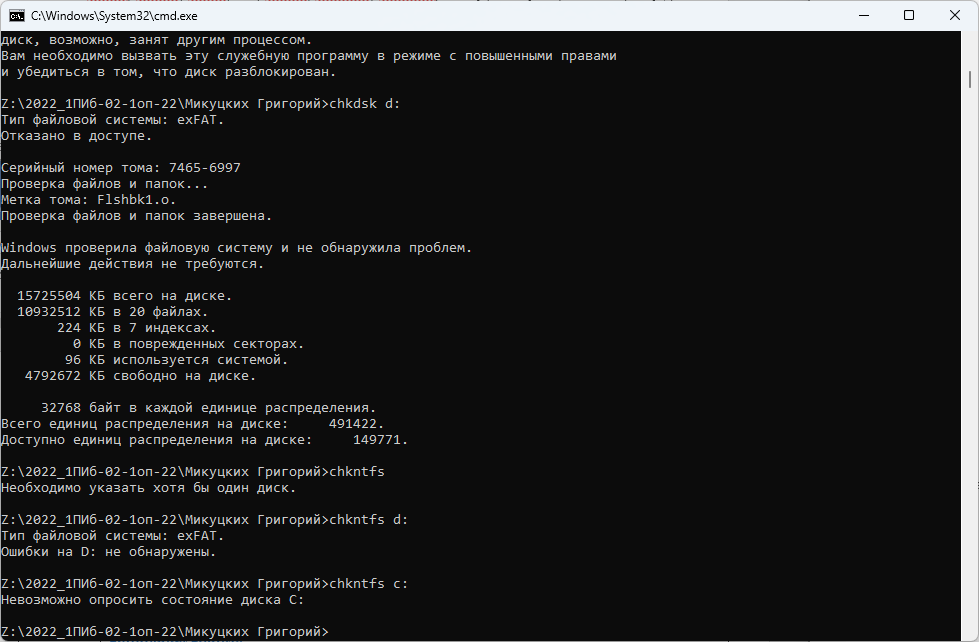 C:\Windows\System32\cmd.exe
диск, возможно, занят другим процессом.
Вам необходимо вызвать эту служебную программу в режиме с повышенными правами
и убедиться в том, что диск разблокирован.
Z:\2022_1ПИб-02-1оп-22\Микуцких Григорий>chkdsk d:
Тип файловой системы: exFAT.
Отказано в доступе.
Серийный номер тома: 7465-6997
Проверка файлов и папок...
Метка тома: Flshbk1.o.
Проверка файлов и папок завершена.
Windows проверила файловую систему и не обнаружила проблем.
Дальнейшие действия не требуются.
15725504 КБ всего на диске.
10932512 КБ в 20 файлах.
224 КБ в 7 индексах.
0 КБ в поврежденных секторах.
96 КБ используется системой.
4792672 КБ свободно на диске.
32768 байт в каждой единице распределения.
Всего единиц распределения на диске:     491422.
Доступно единиц распределения на диске:     149771.
Z:\2022_1ПИб-02-1оп-22\Микуцких Григорий>chkntfs
Необходимо указать хотя бы один диск.
Z:\2022_1ПИб-02-1оп-22\Микуцких Григорий>chkntfs d:
Тип файловой системы: exFAT.
Ошибки на D: не обнаружены.
Z:\2022_1ПИб-02-1оп-22\Микуцких Григорий>chkntfs c:
Невозможно опросить состояние диска C:
Z:\2022_1ПИб-02-1оп-22\Микуцких Григорий>